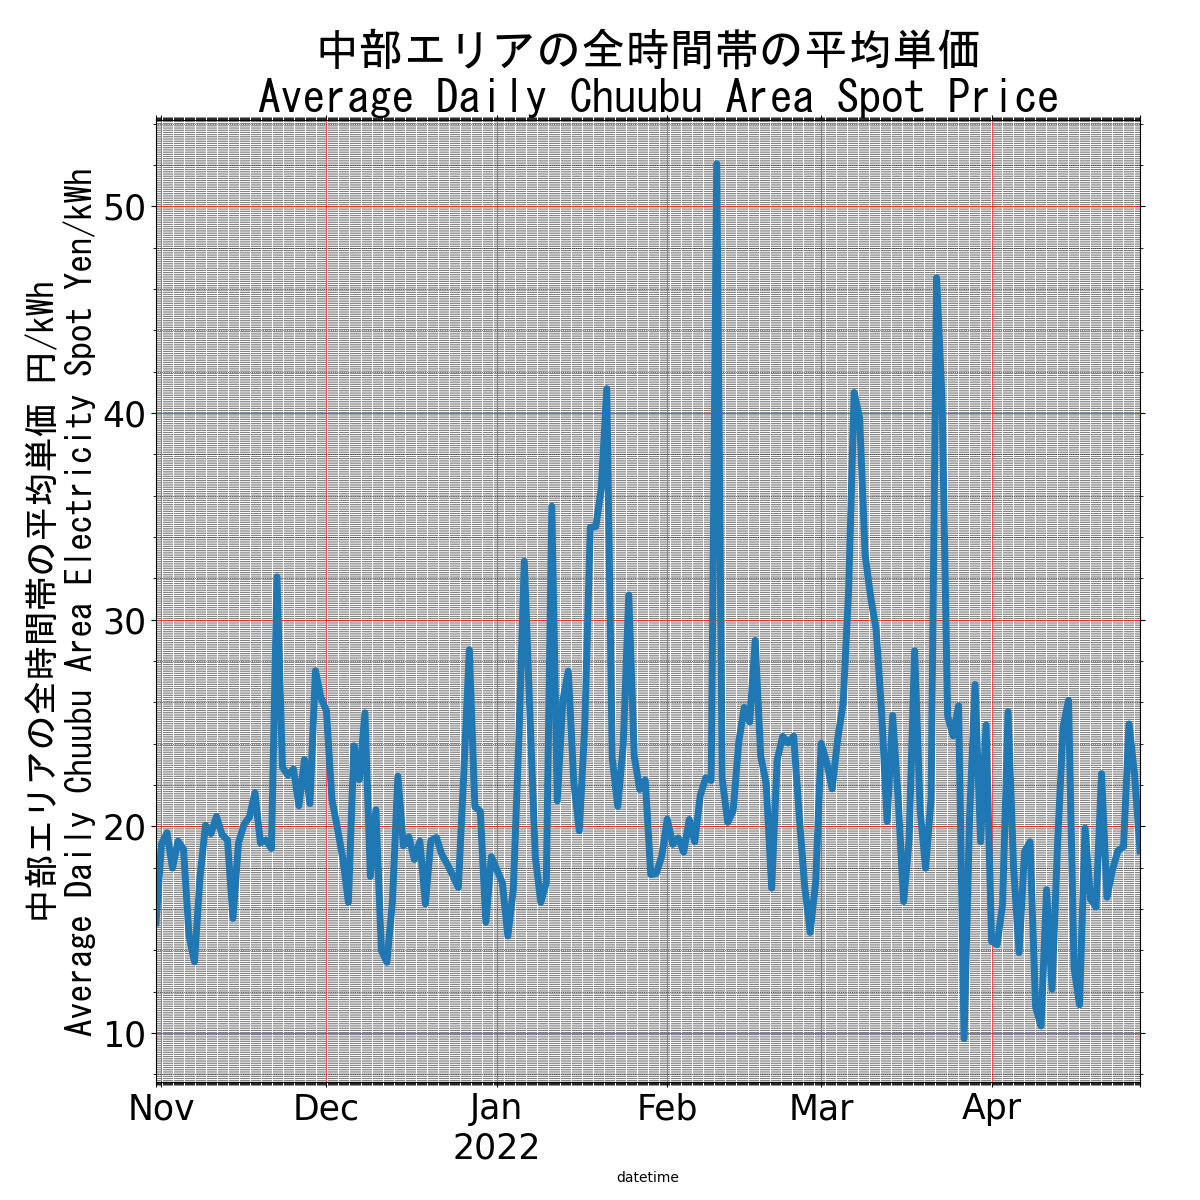 中部エリアの全時間帯の平均単価
Average Daily Chuubu Area Spot Price
中部エリアの全時間帯の平均単価 円/kWh
Average Daily Chuubu Area Electricity Spot Yen/kWh
50
40
30
20
10
Nov Dec Jan Feb Mar Apr
2022
datetime